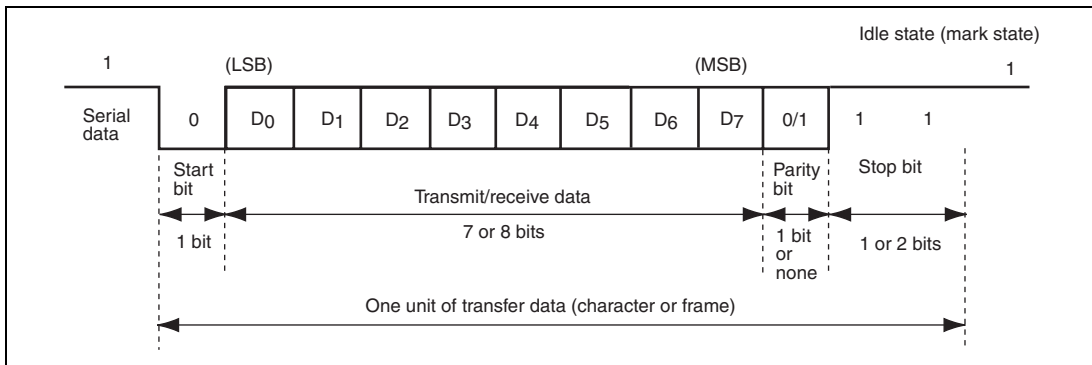 Idle state (mark state)
1 (LSB) (MSB) 1
Serial data 0 D0 D1 D2 D3 D4 D5 D6 D7 0/1 1 1
Start bit
Parity bit
Stop bit
Transmit/receive data
1 bit
7 or 8 bits
1 bit or none
1 or 2 bits
One unit of transfer data (character or frame)